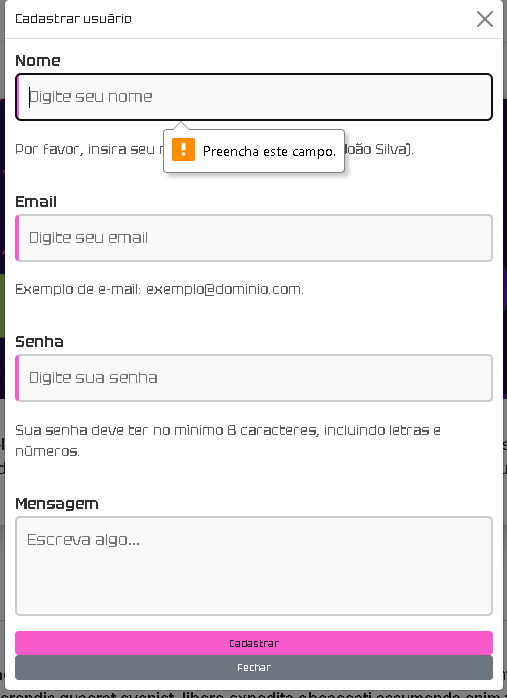 Cadastrar usuário
Nome
Digite seu nome
Por favor, insira seu João Silva).
Preencha este campo.
Email
Digite seu email
Exemplo de e-mail: exemplo@dominio.com.
Senha
Digite sua senha
Sua senha deve ter no mínimo 8 caracteres, incluindo letras e
números.
Mensagem
Escreva algo...
Cadastrar
Fechar